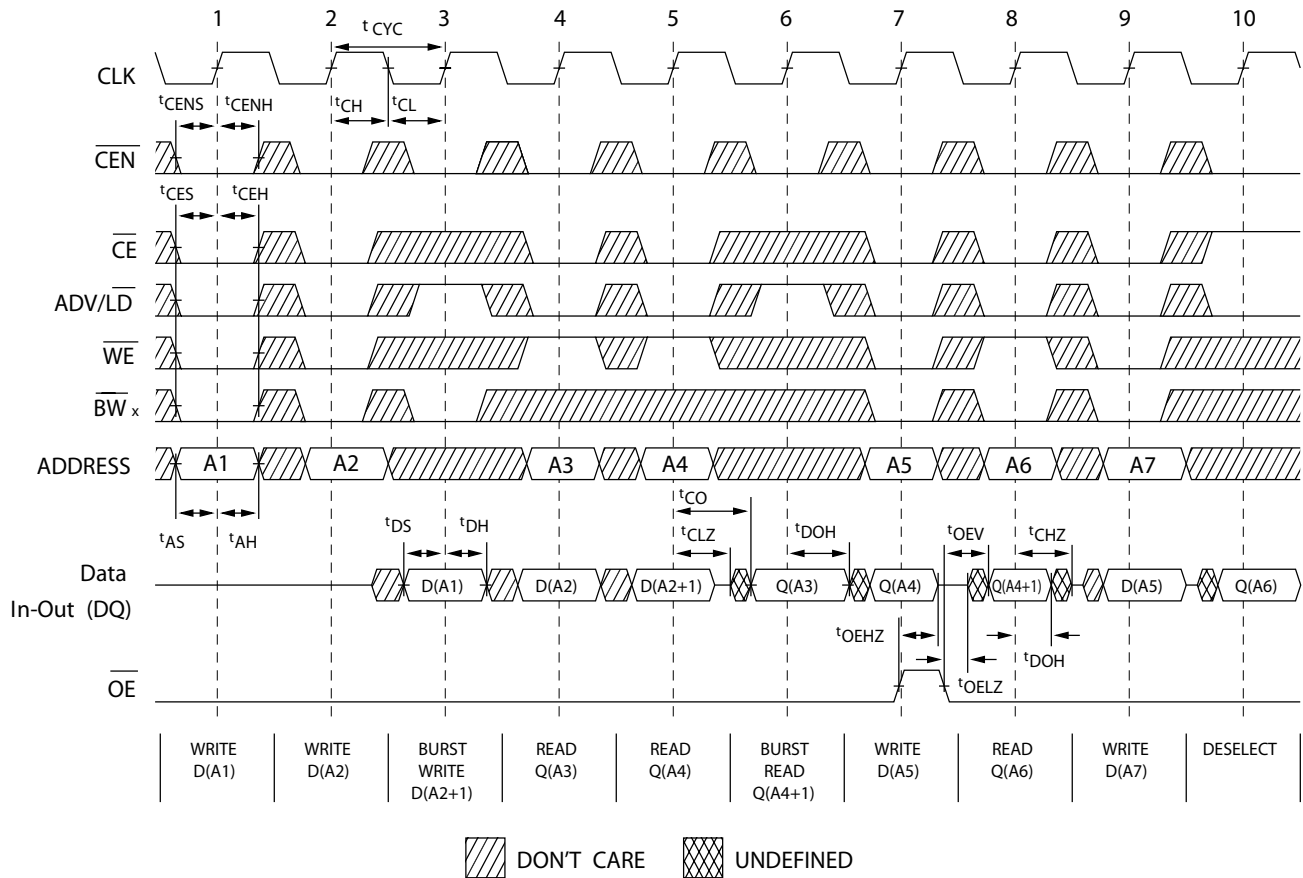 1 2 3 4 5 6 7 8 9 10
t CYC
CLK
tCENS tCENH tCH tCL
CEN
tCES tCEH
CE
ADV/LD
WE
BW x
ADDRESS A1 A2 A3 A4 A5 A6 A7
tCO
tAS tAH tDS tDH tCLZ tDOH tOEV tCHZ
Data
In-Out (DQ)
D(A1) D(A2) D(A2+1) Q(A3) Q(A4) Q(A4+1) D(A5) Q(A6)
tOEHZ tDOH
tOELZ
OE
WRITE
D(A1)
WRITE
D(A2)
BURST
WRITE
D(A2+1)
READ
Q(A3)
READ
Q(A4)
BURST
READ
Q(A4+1)
WRITE
D(A5)
READ
Q(A6)
WRITE
D(A7)
DESELECT
DON'T CARE UNDEFINED